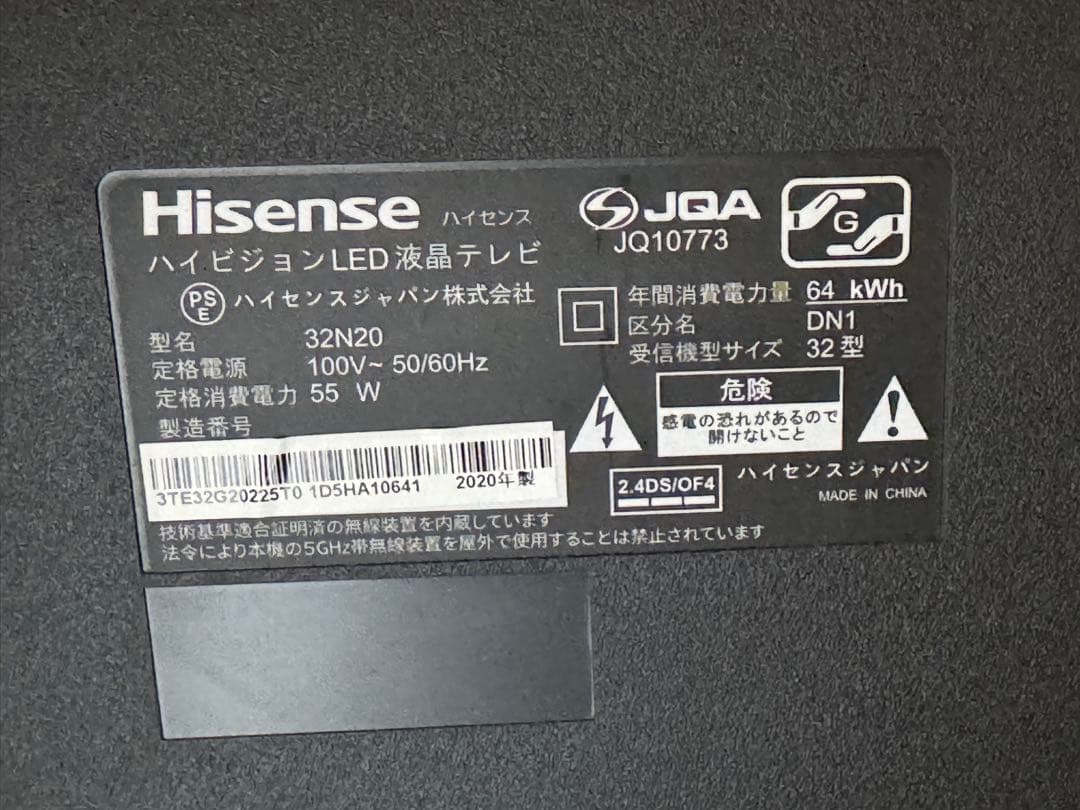 Hisense ハイセンス
JQA
JQ10773
G
ハイビジョンLED液晶テレビ
PS
E
ハイセンスジャパン株式会社
型名 32N20
定格電源 100V~ 50/60Hz
定格消費電力 55 W
製造番号
年間消費電力量 64 kWh
区分名 DN1
受信機型サイズ 32型
危険
感電の恐れがあるので
開けないこと
3TE32G20225T0 1D5HA10641 2020年製
2.4DS/OF4
ハイセンスジャパン
MADE IN CHINA
技術基準適合証明済の無線装置を内蔵しています
法令により本機の5GHz帯無線装置を屋外で使用することは禁止されています